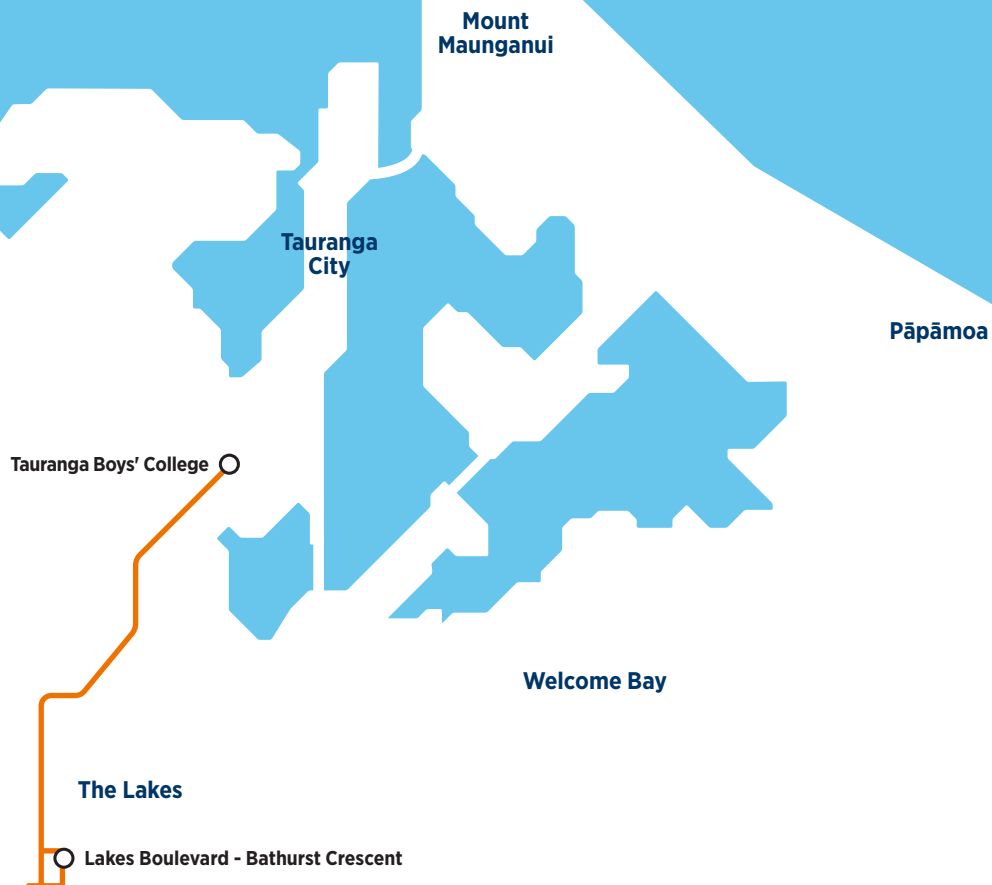 Mount
Maunganui
Tauranga
City
Pāpāmoa
Tauranga Boys' College
Welcome Bay
The Lakes
Lakes Boulevard - Bathurst Crescent